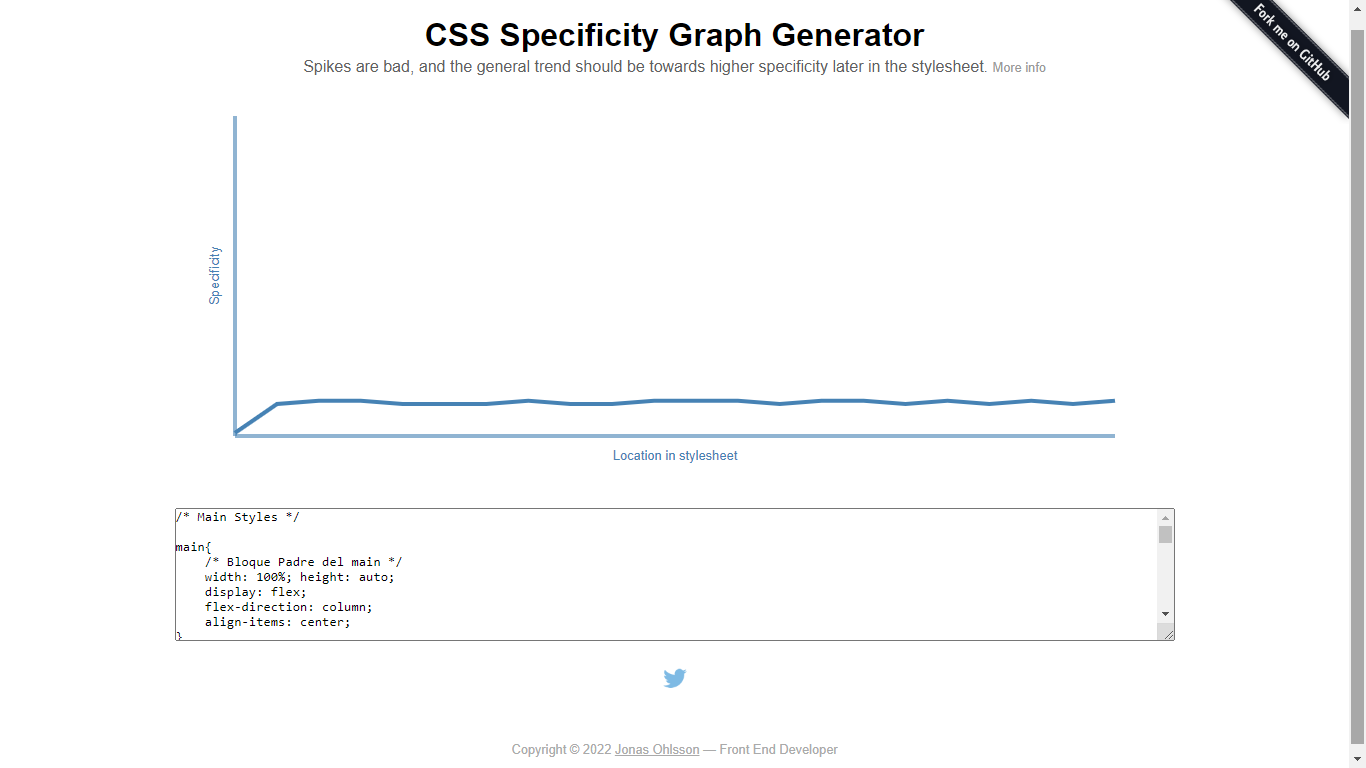 CSS Specificity Graph Generator
Fork me on GitHub
Spikes are bad, and the general trend should be towards higher specificity later in the stylesheet. More info
Specificity
Location in stylesheet
/* Main Styles */
main{
/* Bloque Padre del main */
width: 100%; height: auto;
display: flex;
flex-direction: column;
align-items: center;
}
Copyright © 2022 Jonas Ohlsson — Front End Developer